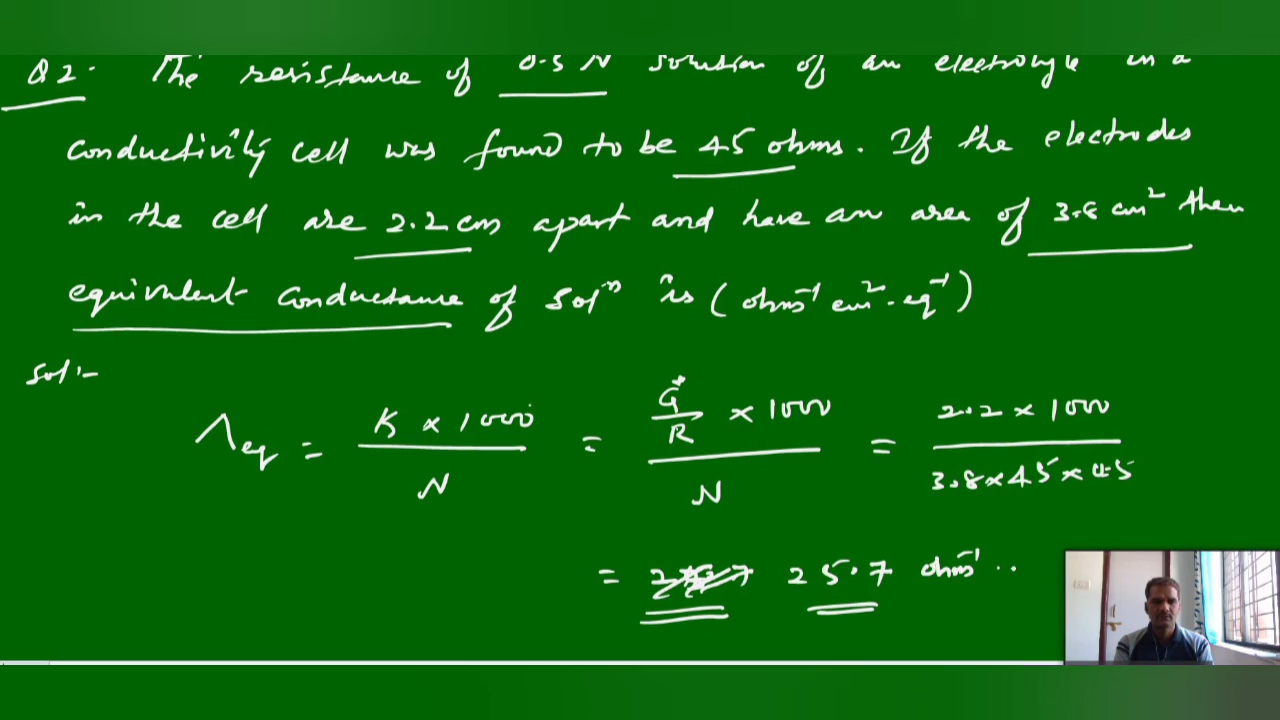 Q2. The resistance of 0.5 N solution of an electrolyte in a
conductivity cell was found to be 45 ohms. If the electrodes
in the cell are 2.2 cm apart and have an area of 3.8 cm² then
equivalent conductance of Solⁿ is (ohms⁻¹ cm². eq⁻¹)
Sol:-
Λeq = K × 1000 / N = G*/R × 1000 / N = 2.2 × 1000 / 3.8 × 45 × 0.5
= 25.7 ohms⁻¹ ..